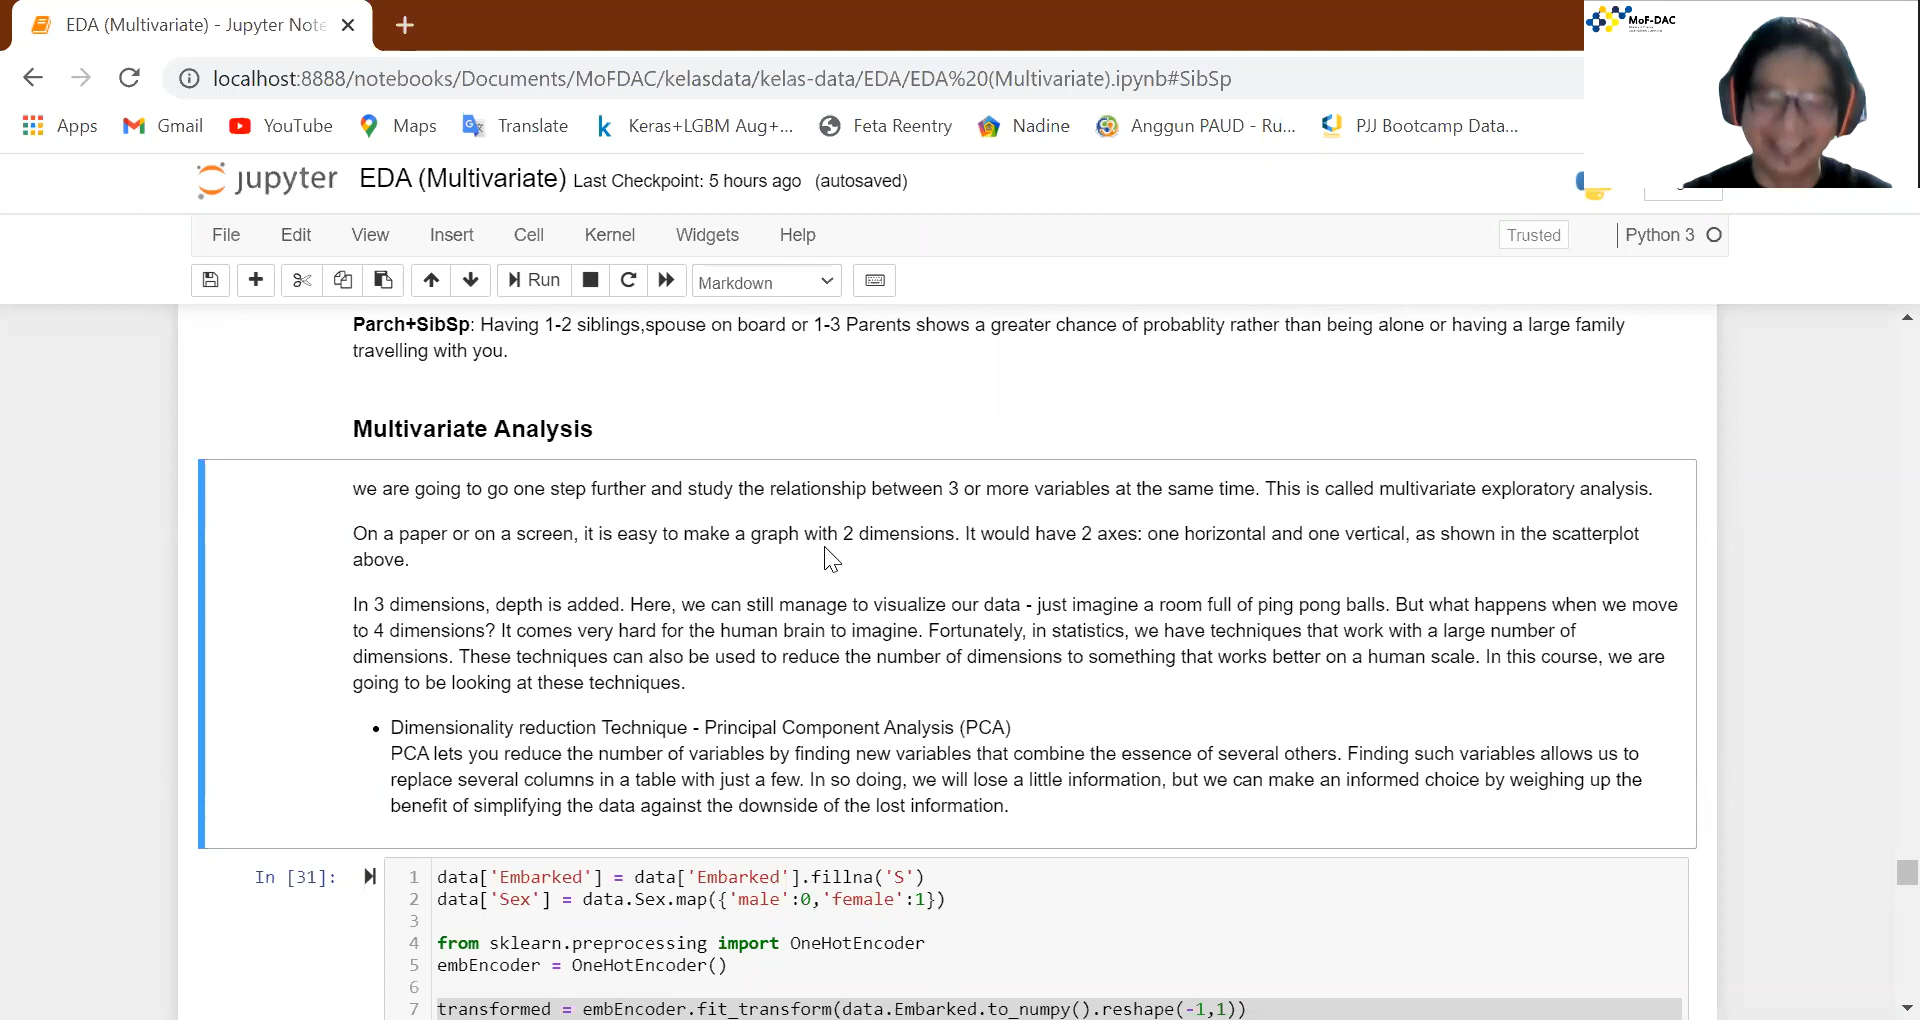 EDA (Multivariate) - Jupyter Note
localhost:8888/notebooks/Documents/MoFDAC/kelasdata/kelas-data/EDA/EDA%20(Multivariate).ipynb#SibSp
MoF-DAC
Apps Gmail YouTube Maps Translate Keras+LGBM Aug+... Feta Reentry Nadine Anggun PAUD - Ru... PJJ Bootcamp Data...
jupyter EDA (Multivariate) Last Checkpoint: 5 hours ago (autosaved)
File Edit View Insert Cell Kernel Widgets Help Trusted Python 3
Run Markdown
Parch+SibSp: Having 1-2 siblings,spouse on board or 1-3 Parents shows a greater chance of probablity rather than being alone or having a large family
travelling with you.
Multivariate Analysis
we are going to go one step further and study the relationship between 3 or more variables at the same time. This is called multivariate exploratory analysis.
On a paper or on a screen, it is easy to make a graph with 2 dimensions. It would have 2 axes: one horizontal and one vertical, as shown in the scatterplot
above.
In 3 dimensions, depth is added. Here, we can still manage to visualize our data - just imagine a room full of ping pong balls. But what happens when we move
to 4 dimensions? It comes very hard for the human brain to imagine. Fortunately, in statistics, we have techniques that work with a large number of
dimensions. These techniques can also be used to reduce the number of dimensions to something that works better on a human scale. In this course, we are
going to be looking at these techniques.
• Dimensionality reduction Technique - Principal Component Analysis (PCA)
PCA lets you reduce the number of variables by finding new variables that combine the essence of several others. Finding such variables allows us to
replace several columns in a table with just a few. In so doing, we will lose a little information, but we can make an informed choice by weighing up the
benefit of simplifying the data against the downside of the lost information.
In [31]: 1 data['Embarked'] = data['Embarked'].fillna('S')
2 data['Sex'] = data.Sex.map({'male':0,'female':1})
3
4 from sklearn.preprocessing import OneHotEncoder
5 embEncoder = OneHotEncoder()
6
7 transformed = embEncoder.fit_transform(data.Embarked.to_numpy().reshape(-1,1))